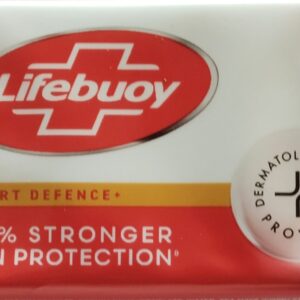 Lifebuoy
RT DEFENCE+
% STRONGER
N PROTECTION
DERMATOL
PRO